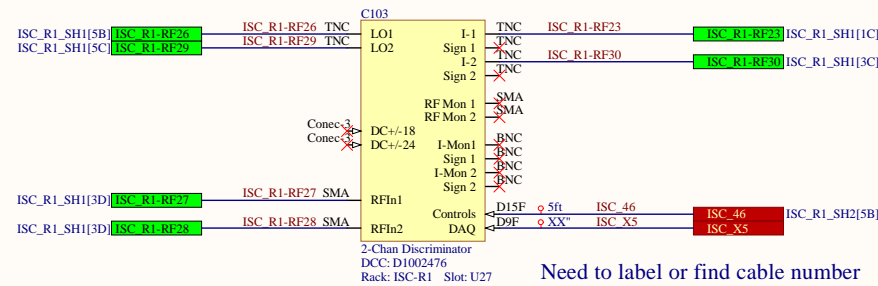 C103
ISC_R1_SH1[5B] ISC_R1-RF26 ISC_R1-RF26 TNC LO1 I-1 TNC ISC_R1-RF23 ISC_R1-RF23 ISC_R1_SH1[1C]
ISC_R1_SH1[5C] ISC_R1-RF29 ISC_R1-RF29 TNC LO2 Sign 1 TNC
I-2 TNC ISC_R1-RF30 ISC_R1-RF30 ISC_R1_SH1[3C]
Sign 2 TNC
RF Mon 1 SMA
RF Mon 2 SMA
Conec-3 DC+/-18
Conec-3 DC+/-24 I-Mon1 BNC
Sign 1 BNC
I-Mon 2 BNC
Sign 2 BNC
ISC_R1_SH1[3D] ISC_R1-RF27 ISC_R1-RF27 SMA RFIn1
Controls D15F 5ft ISC_46 ISC_46 ISC_R1_SH2[5B]
ISC_R1_SH1[3D] ISC_R1-RF28 ISC_R1-RF28 SMA RFIn2 DAQ D9F XX" ISC_X5 ISC_X5
2-Chan Discriminator
DCC: D1002476
Rack: ISC-R1 Slot: U27
Need to label or find cable number